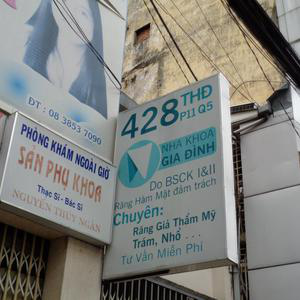 ĐT : 08 3853 7090
PHÒNG KHÁM NGOÀI GIỜ
SẢN PHỤ KHOA
Thạc Sĩ - Bác Sĩ
NGUYỄN THÚY NGÂN
428 THĐ
P11 Q5
NHA KHOA
GIA ĐÌNH
Do BSCK I&II
Răng Hàm Mặt đảm trách
Chuyên:
Răng Giả Thẩm Mỹ
Trám, Nhổ . . .
Tư Vấn Miễn Phí